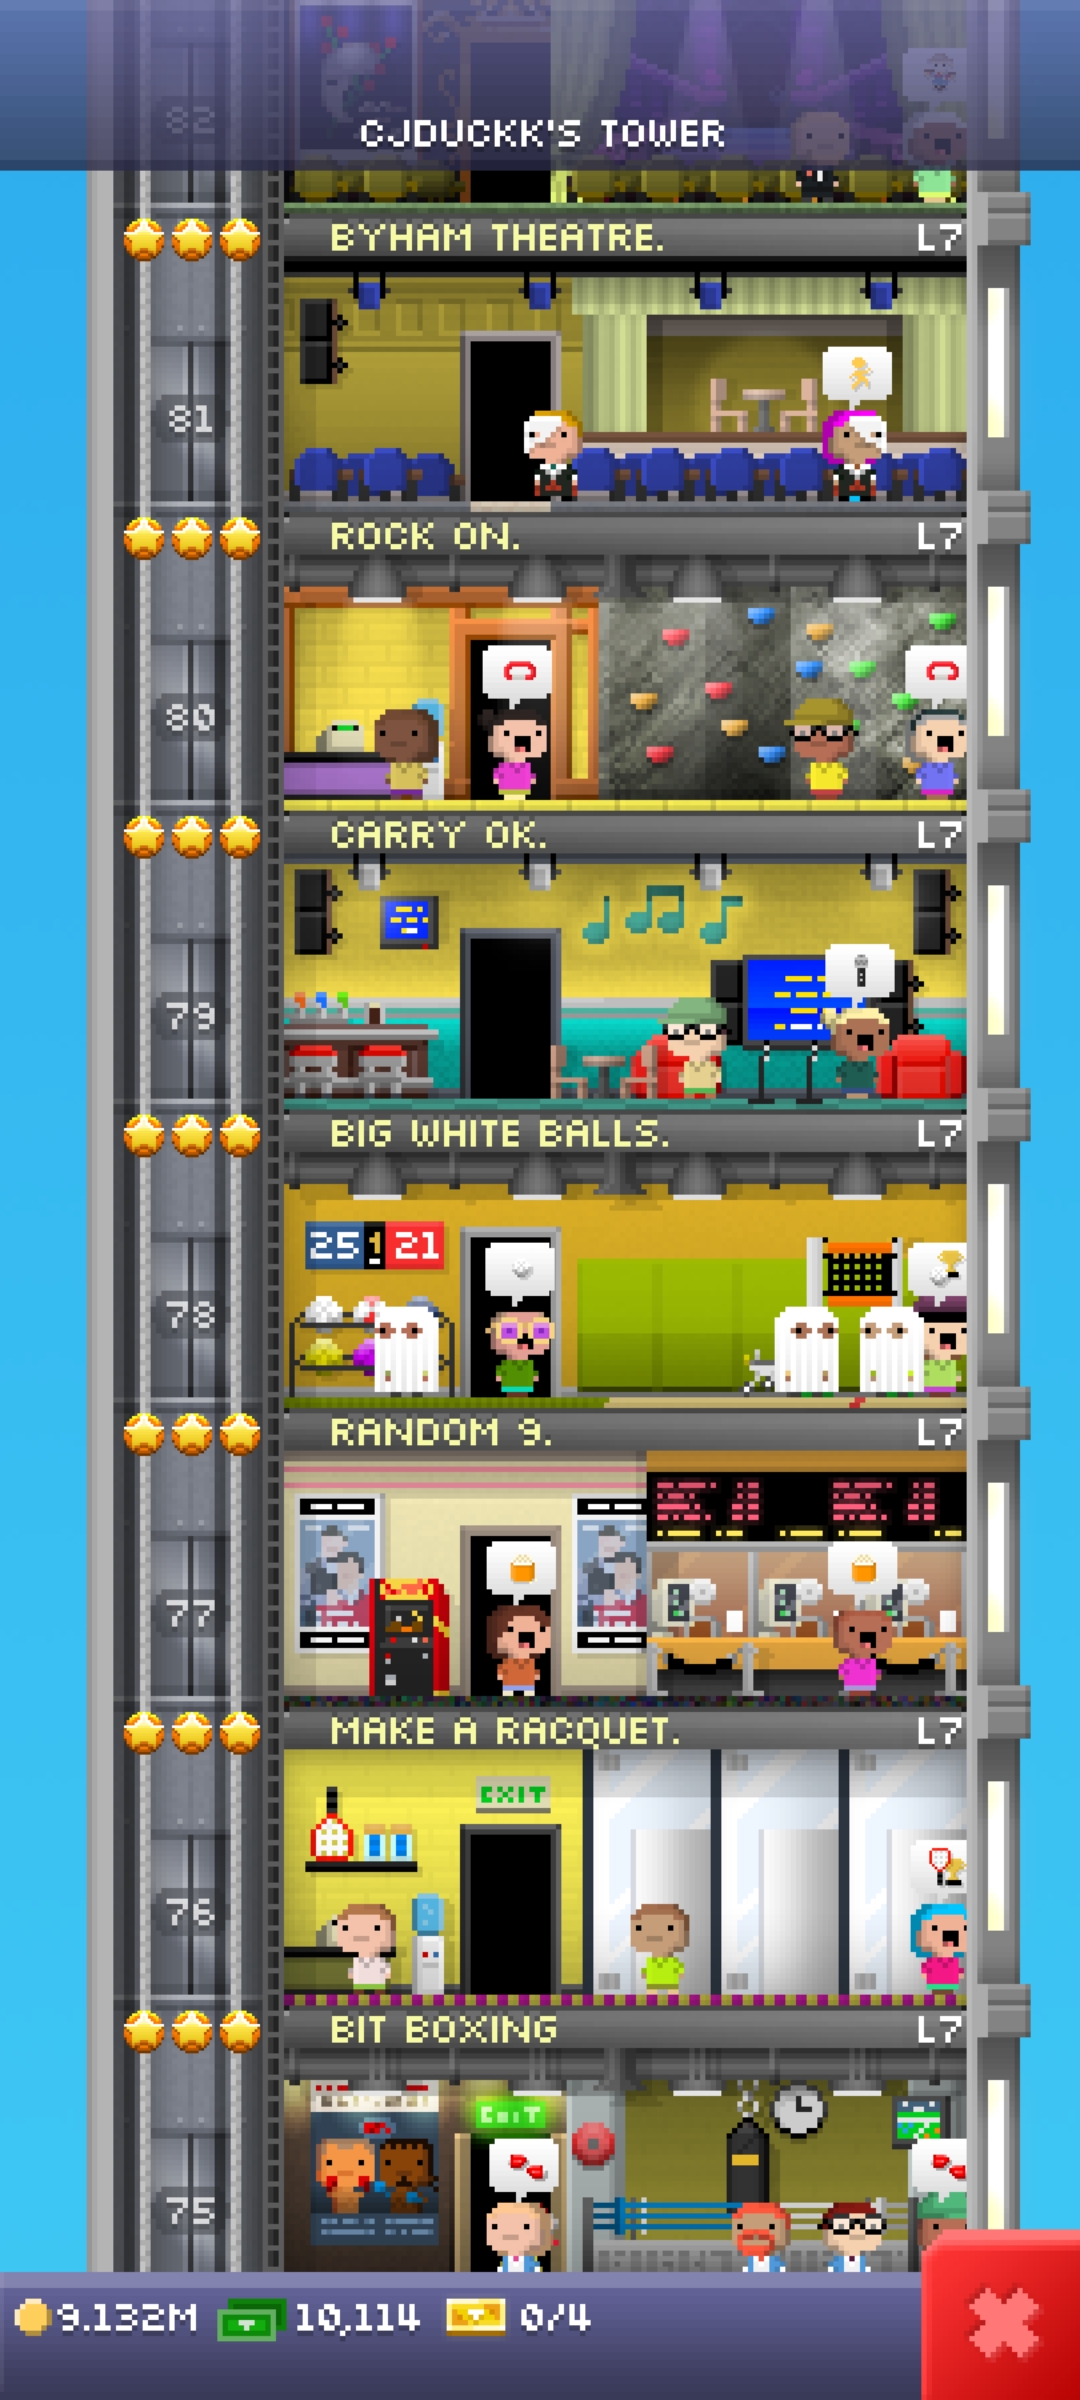 82
CJDUCKK'S TOWER
BYHAM THEATRE. L7
81
ROCK ON. L7
80
CARRY OK. L7
79
BIG WHITE BALLS. L7
25 1 21
78
RANDOM 9. L7
77
MAKE A RACQUET. L7
EXIT
76
BIT BOXING L7
EXIT
75
9.132M 10,114 0/4